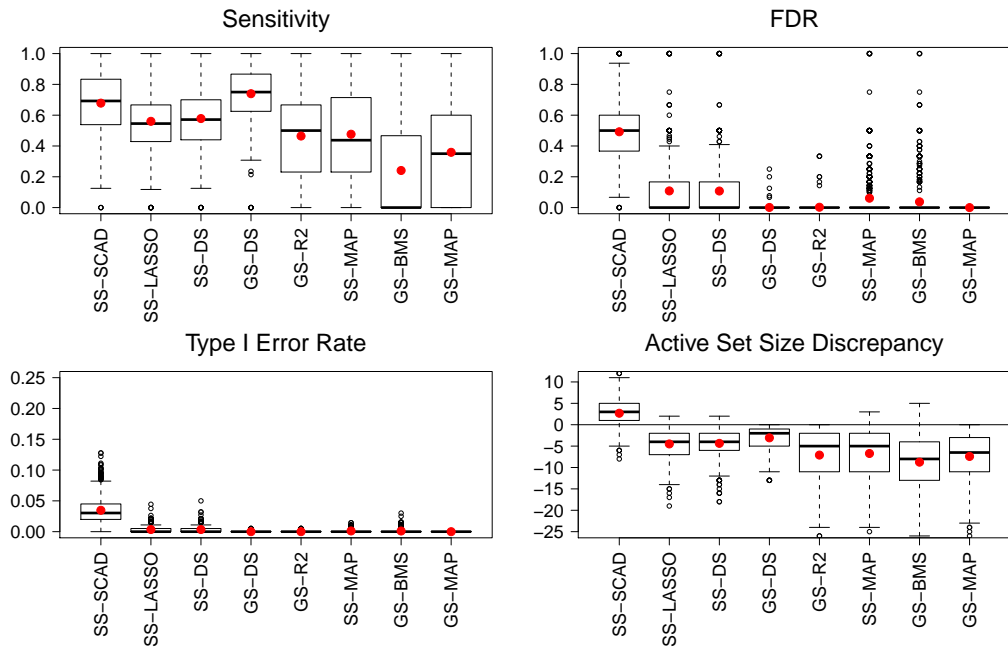 Sensitivity
1.0
0.8
0.6
0.4
0.2
0.0
SS−SCAD
SS−LASSO
SS−DS
GS−DS
GS−R2
SS−MAP
GS−BMS
GS−MAP
FDR
1.0
0.8
0.6
0.4
0.2
0.0
SS−SCAD
SS−LASSO
SS−DS
GS−DS
GS−R2
SS−MAP
GS−BMS
GS−MAP
Type I Error Rate
0.25
0.20
0.15
0.10
0.05
0.00
SS−SCAD
SS−LASSO
SS−DS
GS−DS
GS−R2
SS−MAP
GS−BMS
GS−MAP
Active Set Size Discrepancy
10
5
0
−5
−10
−15
−20
−25
SS−SCAD
SS−LASSO
SS−DS
GS−DS
GS−R2
SS−MAP
GS−BMS
GS−MAP